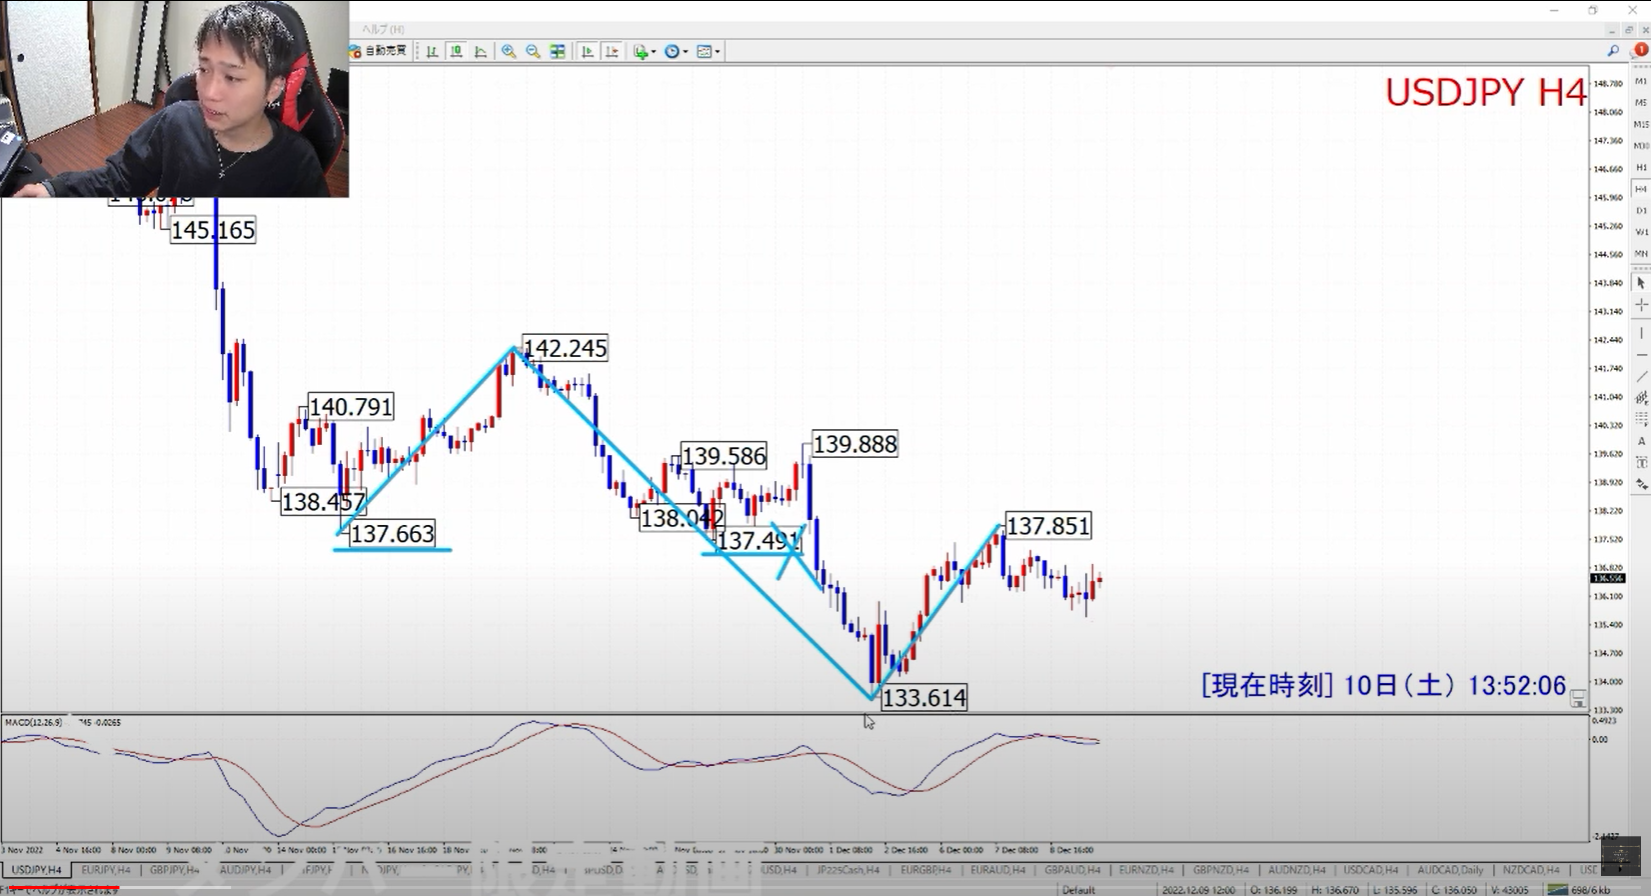 ヘルプ(H)
自動売買
1
USDJPY H4
148.780
148.060
147.360
146.660
145.960
145.260
144.560
143.840
143.140
142.440
141.740
141.040
140.320
139.620
138.920
138.220
137.520
136.820
136.556
136.100
135.400
134.700
134.000
133.300
M1
M5
M15
M30
H1
H4
D1
W1
MN
A
T
145.165
142.245
140.791
138.457
137.663
139.586
139.888
138.042
137.491
137.851
133.614
[現在時刻] 10日(土) 13:52:06
MACD(12,26,9)
-0.0265
0.4923
0.00
3 Nov 2022
4 Nov 16:00
8 Nov 00:00
9 Nov 08:00
10 Nov
14 Nov 00:00
16 Nov 16:00
18 Nov
30 Nov 00:00
1 Dec 08:00
2 Dec 16:00
6 Dec 00:00
7 Dec 08:00
8 Dec 16:00
USDJPY,H4
EURJPY,H4
GBPJPY,H4
AUDJPY,H4
JP225Cash,H4
EURGBP,H4
EURAUD,H4
GBPAUD,H4
EURNZD,H4
GBPNZD,H4
AUDNZD,H4
USDCAD,H4
AUDCAD,Daily
NZDCAD,H4
Default
2022.12.09 12:00
O: 136.199
H: 136.670
L: 135.596
C: 136.050
V: 43005
698/6 kb